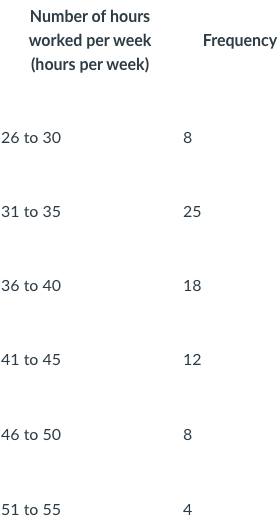 Number of hours
worked per week
(hours per week)
Frequency
26 to 30 8
31 to 35 25
36 to 40 18
41 to 45 12
46 to 50 8
51 to 55 4